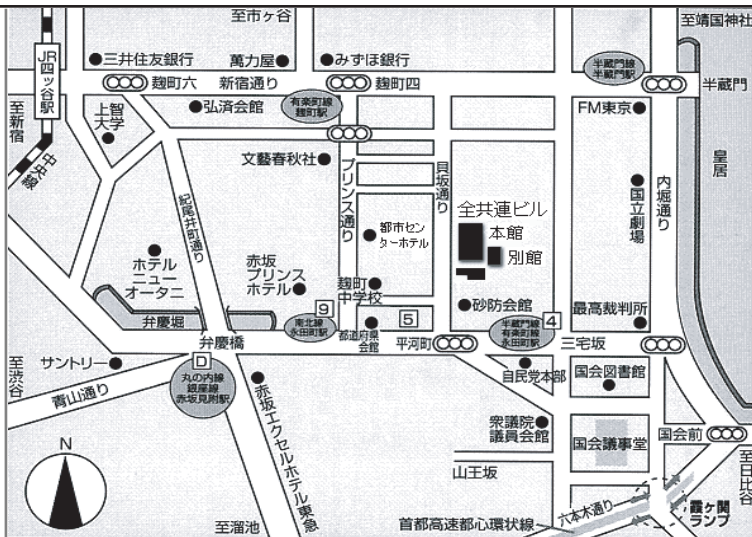 至市ヶ谷
至靖国神社
JR四ッ谷駅
三井住友銀行
萬力屋
みずほ銀行
半蔵門線
半蔵門駅
麹町六
新宿通り
麹町四
半蔵門
至新宿
上智
大学
弘済会館
有楽町線
麹町駅
FM東京
中央線
文藝春秋社
プリンス通り
貝坂通り
皇居
国立劇場
内堀通り
紀尾井町通り
全共連ビル
本館
別館
都市セン
ターホテル
ホテル
ニュー
オータニ
赤坂
プリンス
ホテル
麹町
中学校
9
5
砂防会館
4
最高裁判所
弁慶堀
南北線
永田町駅
都道府県
会館
半蔵門線
有楽町線
永田町駅
弁慶橋
平河町
三宅坂
至渋谷
サントリー
D
自民党本部
国会図書館
青山通り
丸の内線
銀座線
赤坂見附駅
赤坂エクセルホテル東急
衆議院
議員会館
国会議事堂
国会前
至日比谷
N
山王坂
至溜池
首都高速都心環状線
六本木通り
霞ヶ関
ランプ